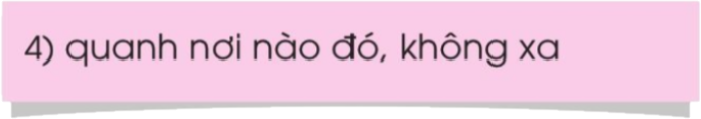 4) quanh nơi nào đó, không xa